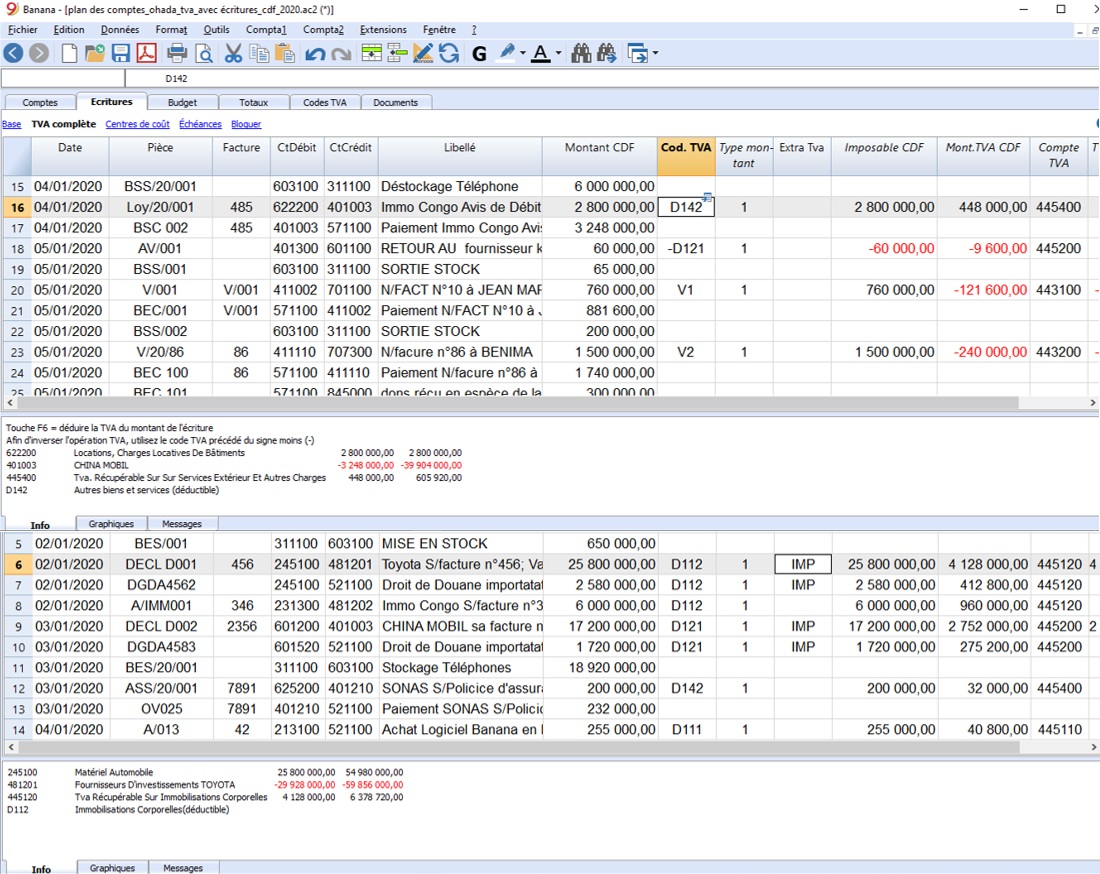 Banana - [plan des comptes_ohada_tva_avec écritures_cdf_2020.ac2 (*)]
Fichier Edition Données Format Outils Compta1 Compta2 Extensions Fenêtre ?
G A
D142
Comptes Ecritures Budget Totaux Codes TVA Documents
Base TVA complète Centres de coût Échéances Bloquer
Date Pièce Facture CtDébit CtCrédit Libellé Montant CDF Cod. TVA Type mon- Extra Tva Imposable CDF Mont.TVA CDF Compte T
tant TVA
15 04/01/2020 BSS/20/001 603100 311100 Déstockage Téléphone 6 000 000,00
16 04/01/2020 Loy/20/001 485 622200 401003 Immo Congo Avis de Débit 2 800 000,00 D142 1 2 800 000,00 448 000,00 445400
17 04/01/2020 BSC 002 485 401003 571100 Paiement Immo Congo Avis 3 248 000,00
18 04/01/2020 AV/001 401300 601100 RETOUR AU fournisseur k 60 000,00 -D121 1 -60 000,00 -9 600,00 445200
19 05/01/2020 BSS/001 603100 311100 SORTIE STOCK 65 000,00
20 05/01/2020 V/001 V/001 411002 701100 N/FACT N°10 à JEAN MAR 760 000,00 V1 1 760 000,00 -121 600,00 443100 -
21 05/01/2020 BEC/001 V/001 571100 411002 Paiement N/FACT N°10 à 881 600,00
22 05/01/2020 BSS/002 603100 311100 SORTIE STOCK 200 000,00
23 05/01/2020 V/20/86 86 411110 707300 N/facure n°86 à BENIMA 1 500 000,00 V2 1 1 500 000,00 -240 000,00 443200 -
24 05/01/2020 BEC 100 86 571100 411110 Paiement N/facure n°86 à 1 740 000,00
25 05/01/2020 BEC 101 571100 845000 dons réçu en espèce de la 300 000,00
Touche F6 = déduire la TVA du montant de l'écriture
Afin d'inverser l'opération TVA, utilisez le code TVA précédé du signe moins (-)
622200 Locations, Charges Locatives De Bâtiments 2 800 000,00 2 800 000,00
401003 CHINA MOBIL -3 248 000,00 -39 904 000,00
445400 Tva. Récupérable Sur Sur Services Extérieur Et Autres Charges 448 000,00 605 920,00
D142 Autres biens et services (déductible)
Info Graphiques Messages
5 02/01/2020 BES/001 311100 603100 MISE EN STOCK 650 000,00
6 02/01/2020 DECL D001 456 245100 481201 Toyota S/facture n°456; Va 25 800 000,00 D112 1 IMP 25 800 000,00 4 128 000,00 445120 4
7 02/01/2020 DGDA4562 245100 521100 Droit de Douane importatat 2 580 000,00 D112 1 IMP 2 580 000,00 412 800,00 445120
8 02/01/2020 A/IMM001 346 231300 481202 Immo Congo S/facture n°3 6 000 000,00 D112 1 6 000 000,00 960 000,00 445120
9 03/01/2020 DECL D002 2356 601200 401003 CHINA MOBIL sa facture n 17 200 000,00 D121 1 IMP 17 200 000,00 2 752 000,00 445200 2
10 03/01/2020 DGDA4583 601520 521100 Droit de Douane importatat 1 720 000,00 D121 1 IMP 1 720 000,00 275 200,00 445200
11 03/01/2020 BES/20/001 311100 603100 Stockage Téléphones 18 920 000,00
12 03/01/2020 ASS/20/001 7891 625200 401210 SONAS S/Policice d'assura 200 000,00 D142 1 200 000,00 32 000,00 445400
13 03/01/2020 OV025 7891 401210 521100 Paiement SONAS S/Polici 232 000,00
14 04/01/2020 A/013 42 213100 521100 Achat Logiciel Banana en 255 000,00 D111 1 255 000,00 40 800,00 445110
245100 Matériel Automobile 25 800 000,00 54 980 000,00
481201 Fournisseurs D'investissements TOYOTA -29 928 000,00 -59 856 000,00
445120 Tva Récupérable Sur Immobilisations Corporelles 4 128 000,00 6 378 720,00
D112 Immobilisations Corporelles(déductible)
Info Graphiques Messages